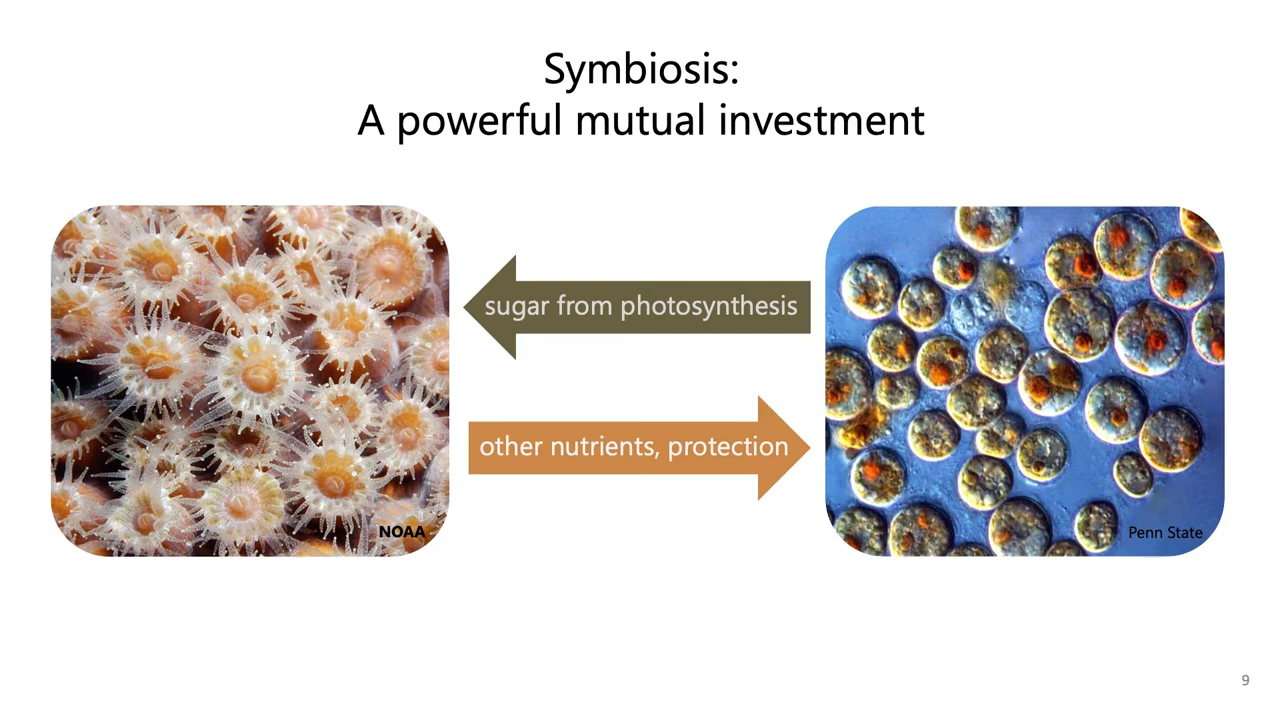 Symbiosis:
A powerful mutual investment
sugar from photosynthesis
other nutrients, protection
NOAA
Penn State
9